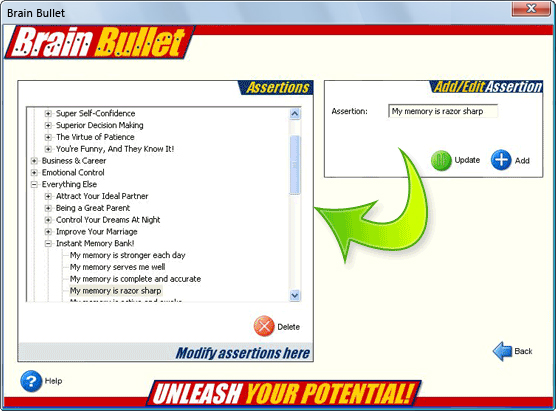 Brain Bullet
Brain Bullet
Assertions
Super Self-Confidence
Superior Decision Making
The Virtue of Patience
You're Funny, And They Know It!
Business & Career
Emotional Control
Everything Else
Attract Your Ideal Partner
Being a Great Parent
Control Your Dreams At Night
Improve Your Marriage
Instant Memory Bank!
My memory is stronger each day
My memory serves me well
My memory is complete and accurate
My memory is razor sharp
Delete
Modify assertions here
Add/Edit Assertion
Assertion: My memory is razor sharp
Update Add
Back
Help
UNLEASH YOUR POTENTIAL!